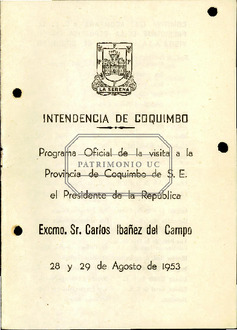 LA SERENA
INTENDENCIA DE COQUIMBO
Programa Oficial de la visita a la
PATRIMONIO UC
Provincia de Coquimbo de S. E.
el Presidente de la República
Excmo. Sr. Carlos Ibañez del Campo
28 y 29 de Agosto de 1953